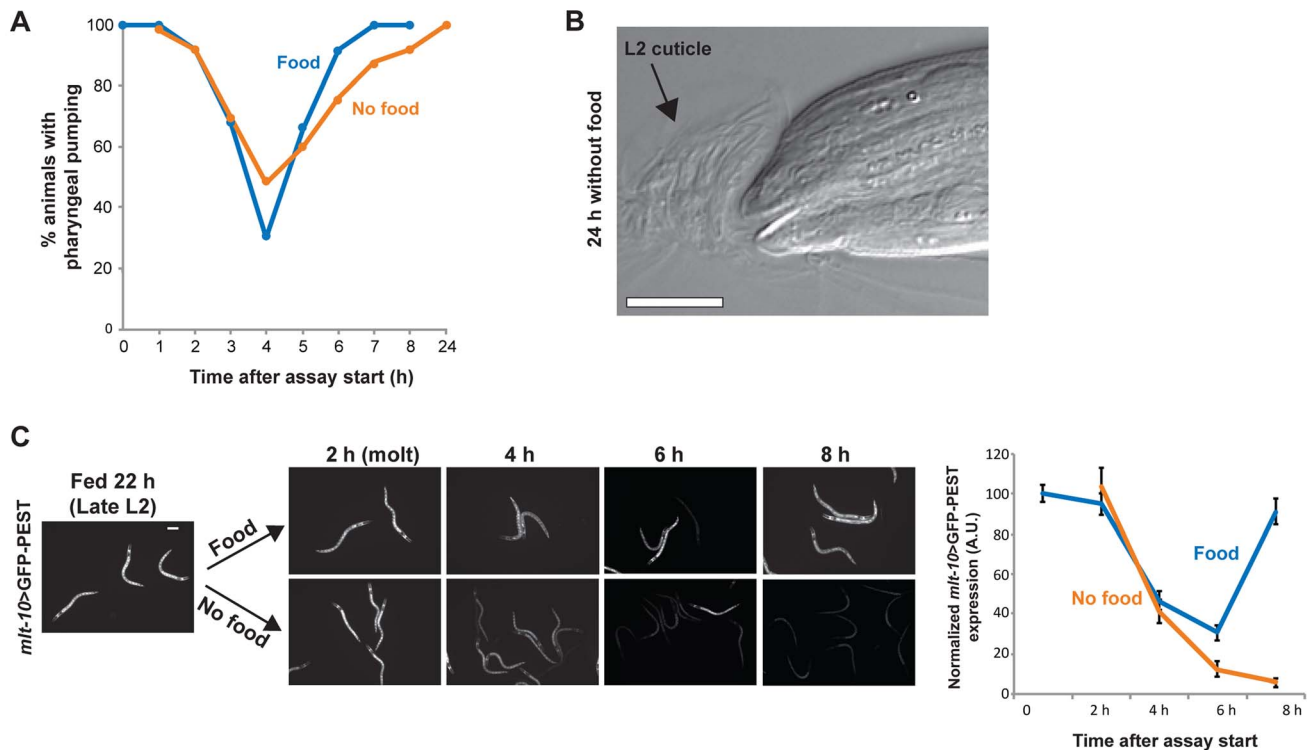 A
100
80
60
40
20
0
% animals with
pharyngeal pumping
Food
No food
0 1 2 3 4 5 6 7 8 24
Time after assay start (h)
B
L2 cuticle
24 h without food
C
mlt-10>GFP-PEST
Fed 22 h
(Late L2)
Food
No food
2 h (molt) 4 h 6 h 8 h
120
100
80
60
40
20
0
Normalized mlt-10>GFP-PEST
expression (A.U.)
Food
No food
0 2 h 4 h 6 h 8 h
Time after assay start